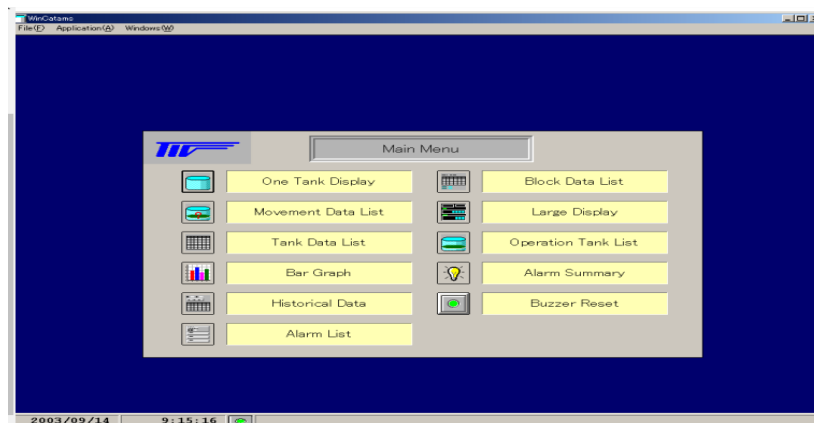 WinCatams
File(F) Application(A) Windows(W)
TIV
Main Menu
One Tank Display
Block Data List
Movement Data List
Large Display
Tank Data List
Operation Tank List
Bar Graph
Alarm Summary
Historical Data
Buzzer Reset
Alarm List
2003/09/14 9:15:16